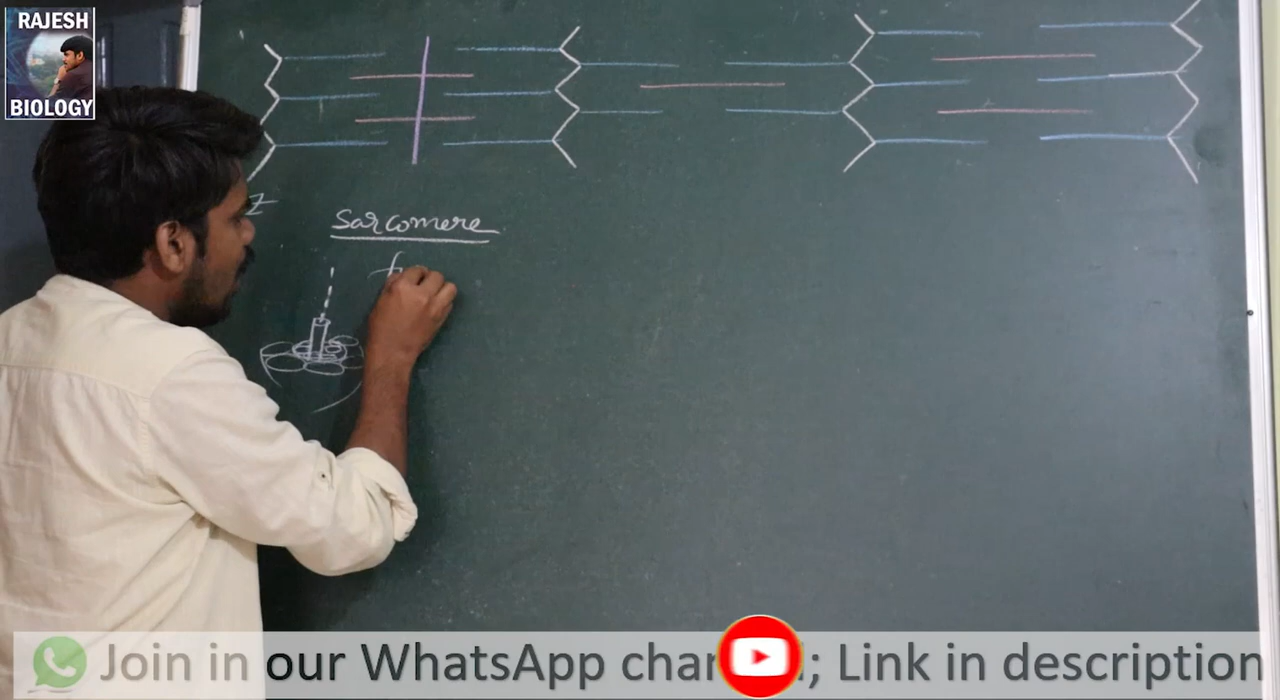 RAJESH
BIOLOGY
Z
Sarcomere
f
Join in our WhatsApp chan; Link in description